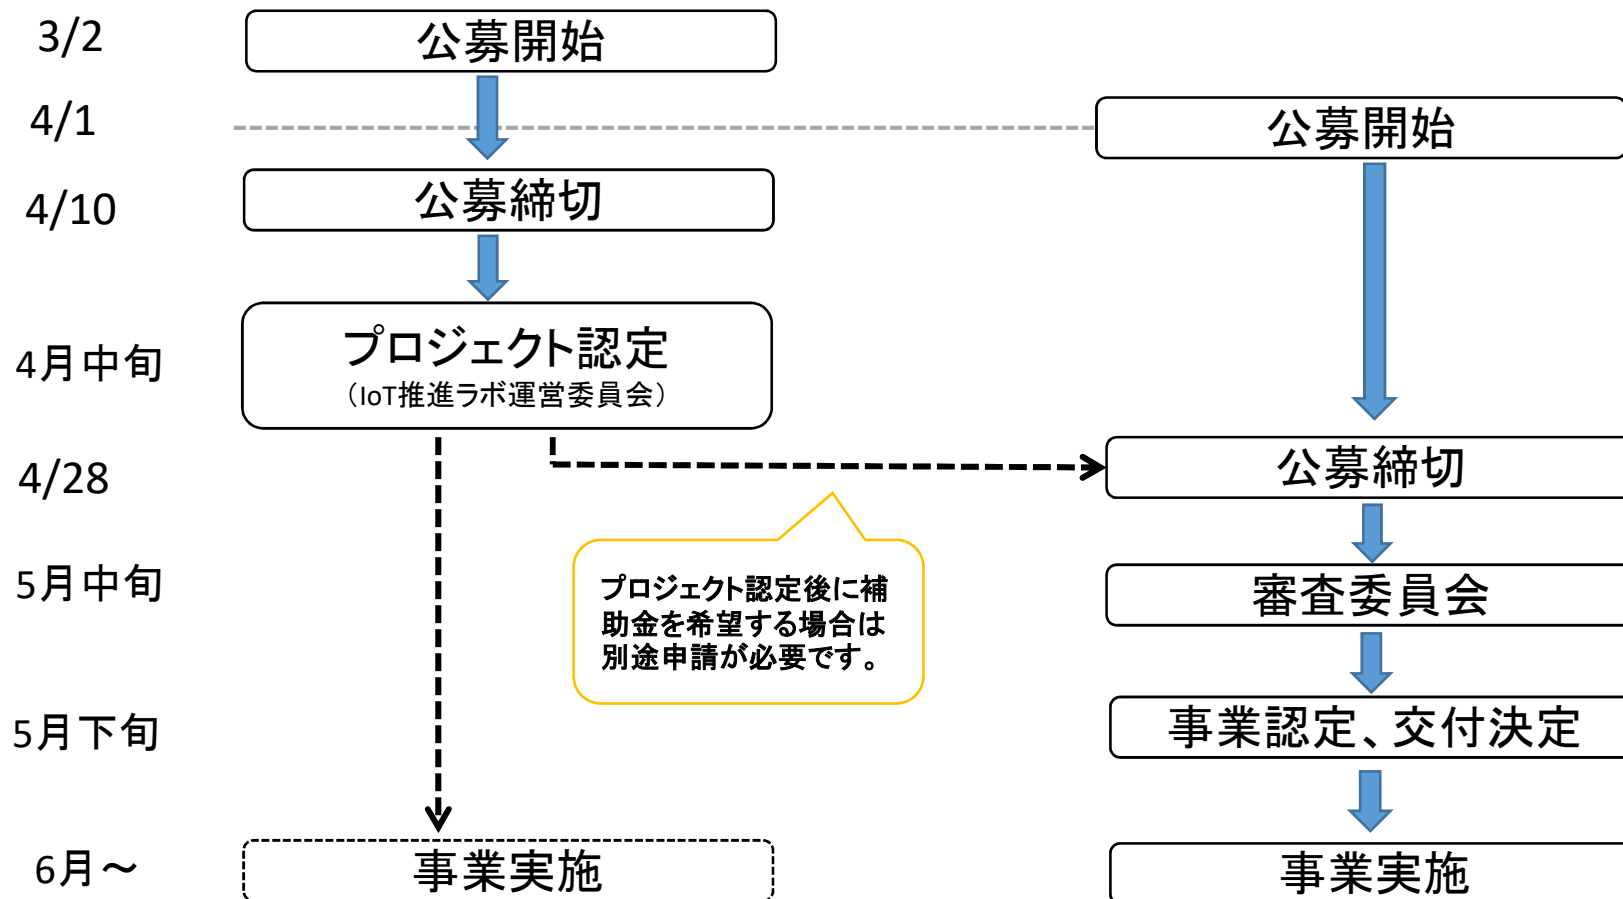 3/2
公募開始
4/1
公募開始
4/10
公募締切
4月中旬
プロジェクト認定
（IoT推進ラボ運営委員会）
4/28
公募締切
プロジェクト認定後に補
助金を希望する場合は
別途申請が必要です。
5月中旬
審査委員会
5月下旬
事業認定、交付決定
6月～
事業実施
事業実施